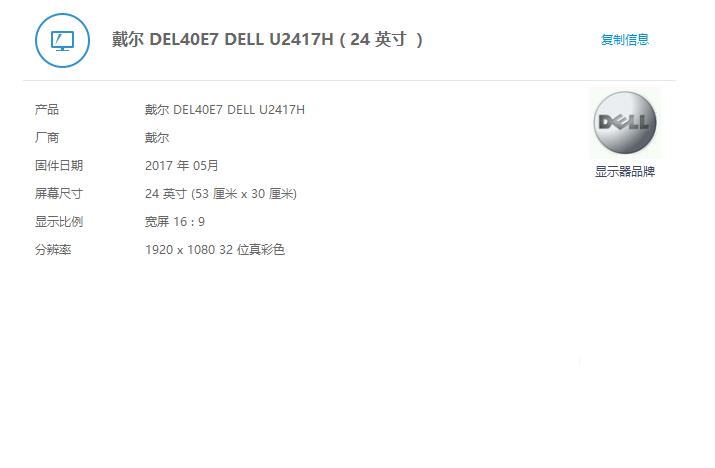 戴尔 DEL40E7 DELL U2417H ( 24 英寸 )
复制信息
产品 戴尔 DEL40E7 DELL U2417H
厂商 戴尔
固件日期 2017 年 05月
屏幕尺寸 24 英寸 (53 厘米 x 30 厘米)
显示比例 宽屏 16 : 9
分辨率 1920 x 1080 32 位真彩色
DELL
显示器品牌